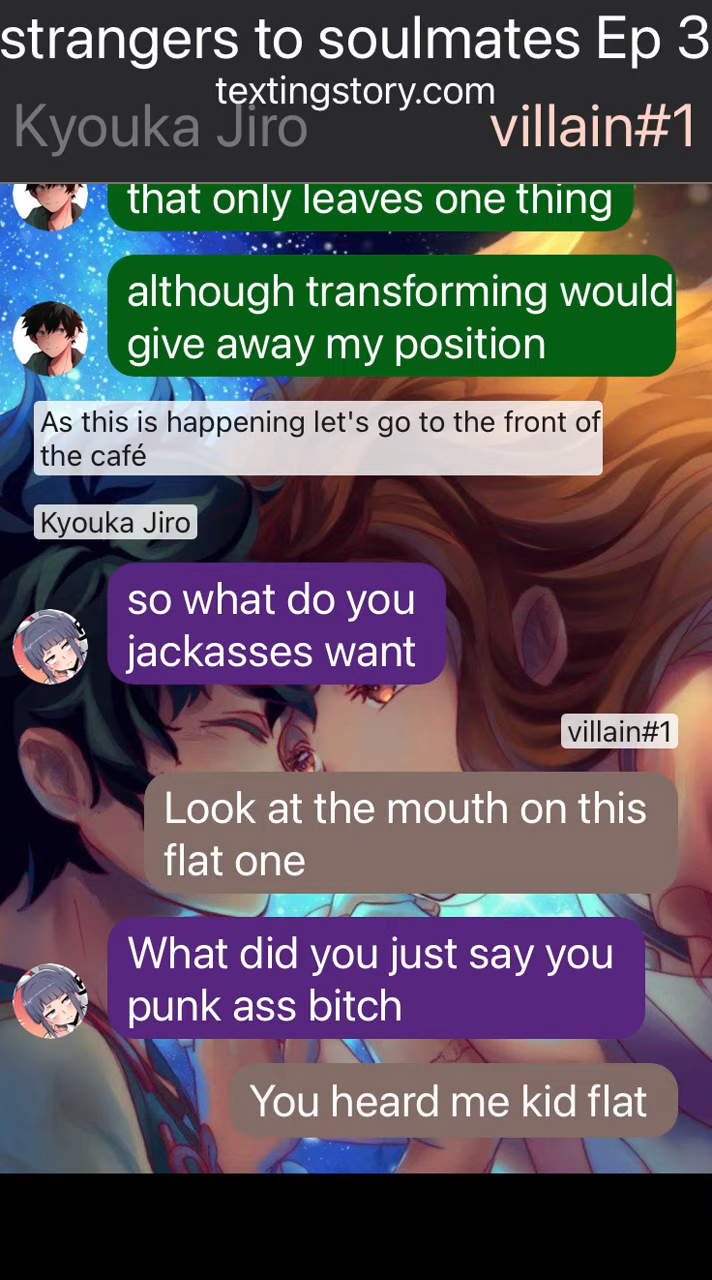 strangers to soulmates Ep 3
textingstory.com
Kyouka Jiro villain#1
that only leaves one thing
although transforming would
give away my position
As this is happening let's go to the front of
the café
Kyouka Jiro
so what do you
jackasses want
villain#1
Look at the mouth on this
flat one
What did you just say you
punk ass bitch
You heard me kid flat